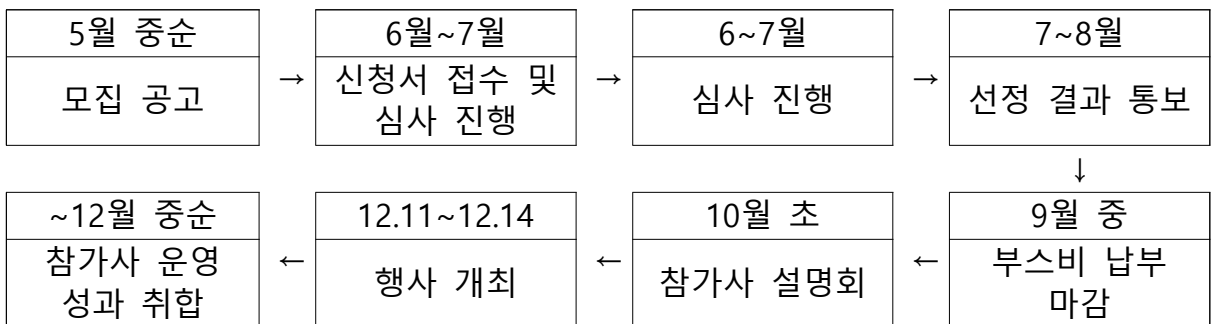 5월 중순
모집 공고
→
6월~7월
신청서 접수 및
심사 진행
→
6~7월
심사 진행
→
7~8월
선정 결과 통보
↓
9월 중
부스비 납부
마감
←
10월 초
참가사 설명회
←
12.11~12.14
행사 개최
←
~12월 중순
참가사 운영
성과 취합